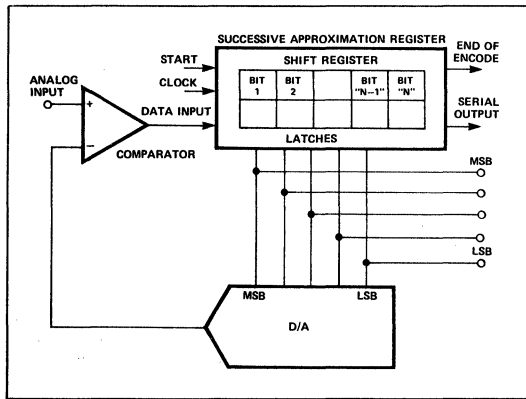 SUCCESSIVE APPROXIMATION REGISTER
START
SHIFT REGISTER
END OF
ENCODE
ANALOG
INPUT
CLOCK
BIT
1
BIT
2
BIT
"N–1"
BIT
"N"
+
DATA INPUT
SERIAL
OUTPUT
–
LATCHES
COMPARATOR
MSB
LSB
MSB
LSB
D/A